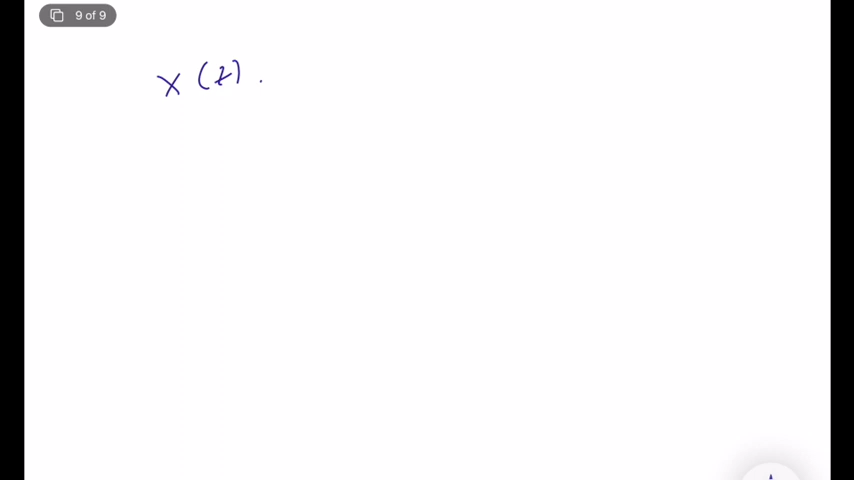 9 of 9
X (z) .